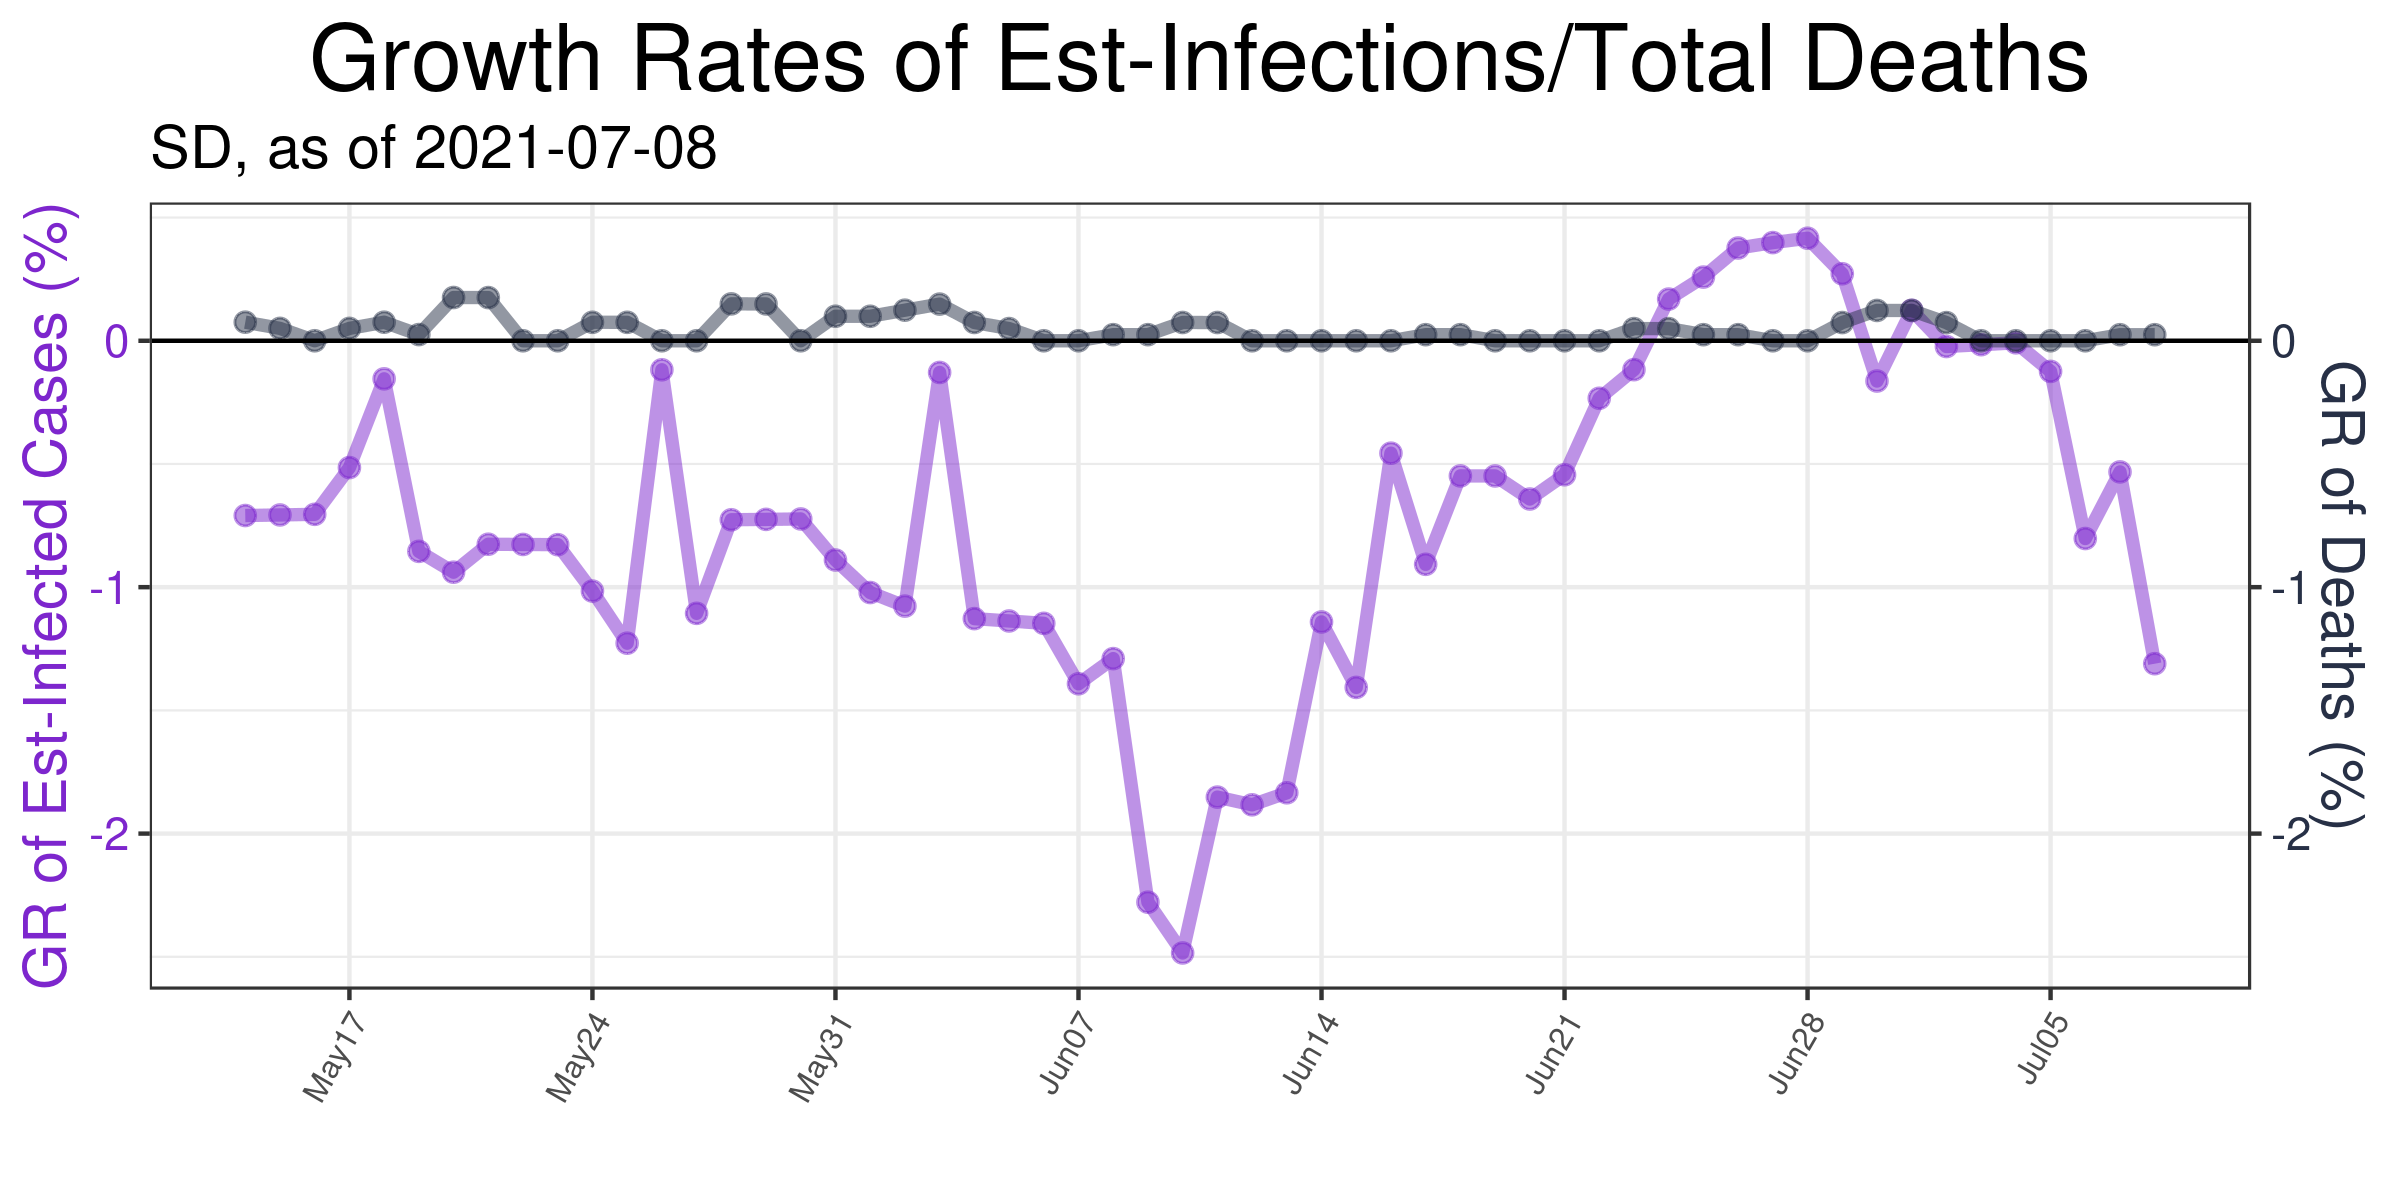 Growth Rates of Est-Infections/Total Deaths
SD, as of 2021-07-08
GR of Est-Infected Cases (%)
0
-1
-2
0
-1
-2
GR of Deaths (%)
May17
May24
May31
Jun07
Jun14
Jun21
Jun28
Jul05